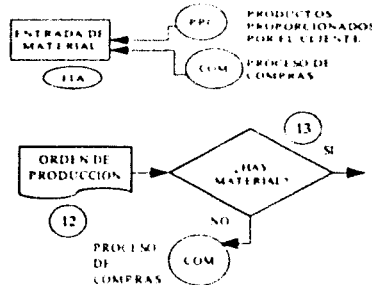 PPC
PRODUCTOS
PROPORCIONADOS
POR EL CLIENTE
ENTRADA DE
MATERIAL
11A
COM
PROCESO DE
COMPRAS
13
SI
ORDEN DE
PRODUCCION
¿HAY
MATERIAL?
12
NO
PROCESO
DE
COMPRAS
COM